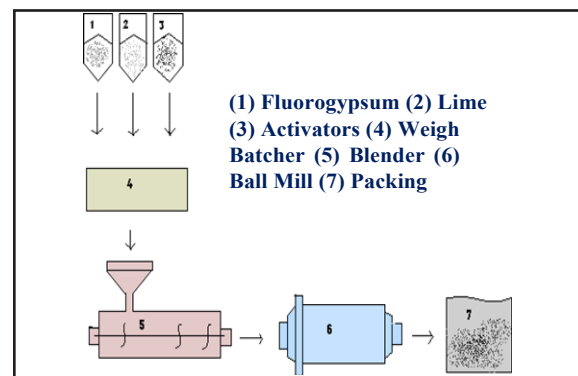 1 2 3
(1) Fluorogypsum (2) Lime
(3) Activators (4) Weigh
Batcher (5) Blender (6)
Ball Mill (7) Packing
4
5
6
7